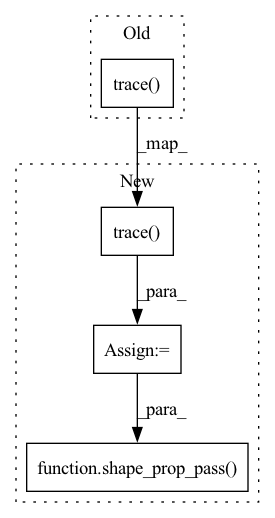 Old
trace()
_map_
New
trace()
_para_
Assign:=
_para_
function.shape_prop_pass()